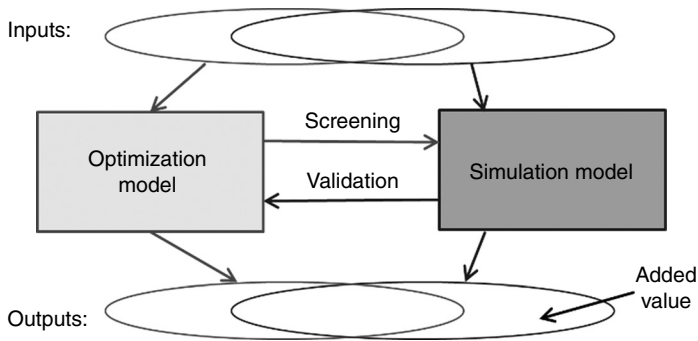 Inputs:
Screening
Optimization
model
Simulation model
Validation
Added
value
Outputs: